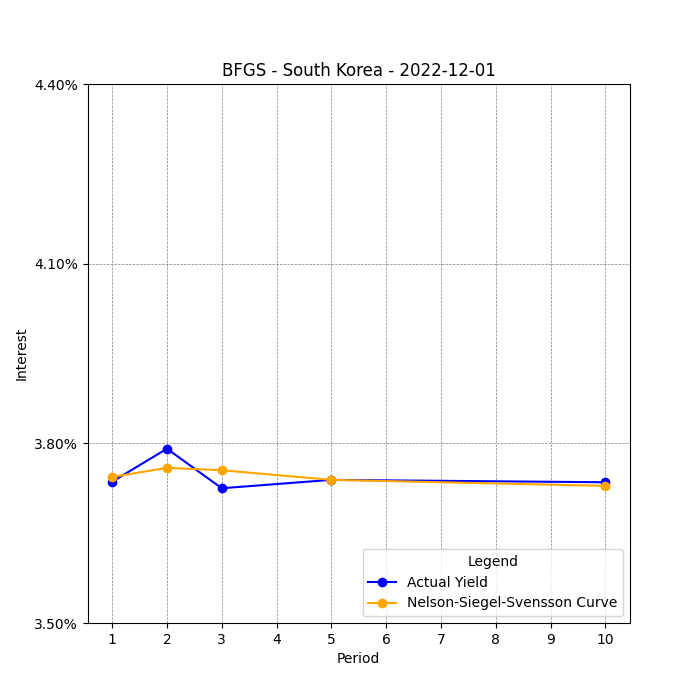 BFGS - South Korea - 2022-12-01
4.40%
4.10%
3.80%
3.50%
Interest
1 2 3 4 5 6 7 8 9 10
Period
Legend
Actual Yield
Nelson-Siegel-Svensson Curve